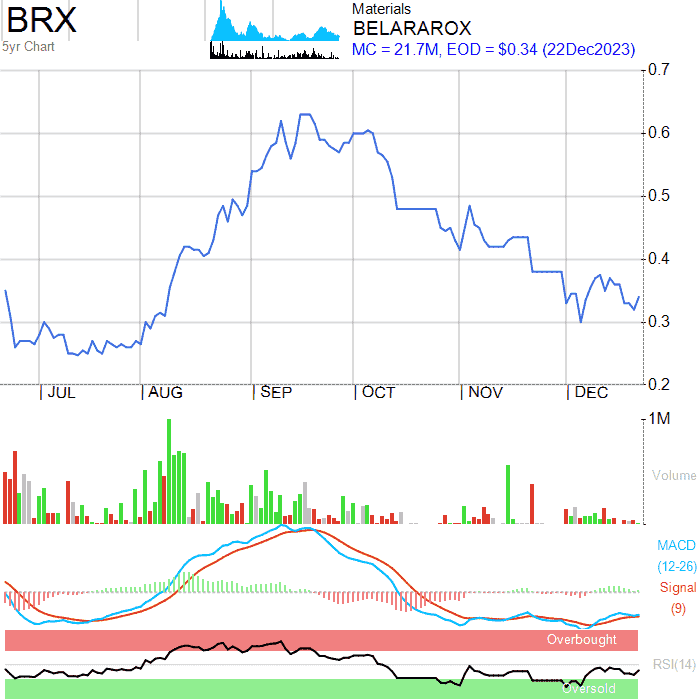 BRX
5yr Chart
Materials
BELARAROX
MC = 21.7M, EOD = $0.34 (22Dec2023)
0.7
0.6
0.5
0.4
0.3
0.2
JUL AUG SEP OCT NOV DEC
1M
Volume
MACD
(12-26)
Signal
(9)
Overbought
RSI(14)
Oversold